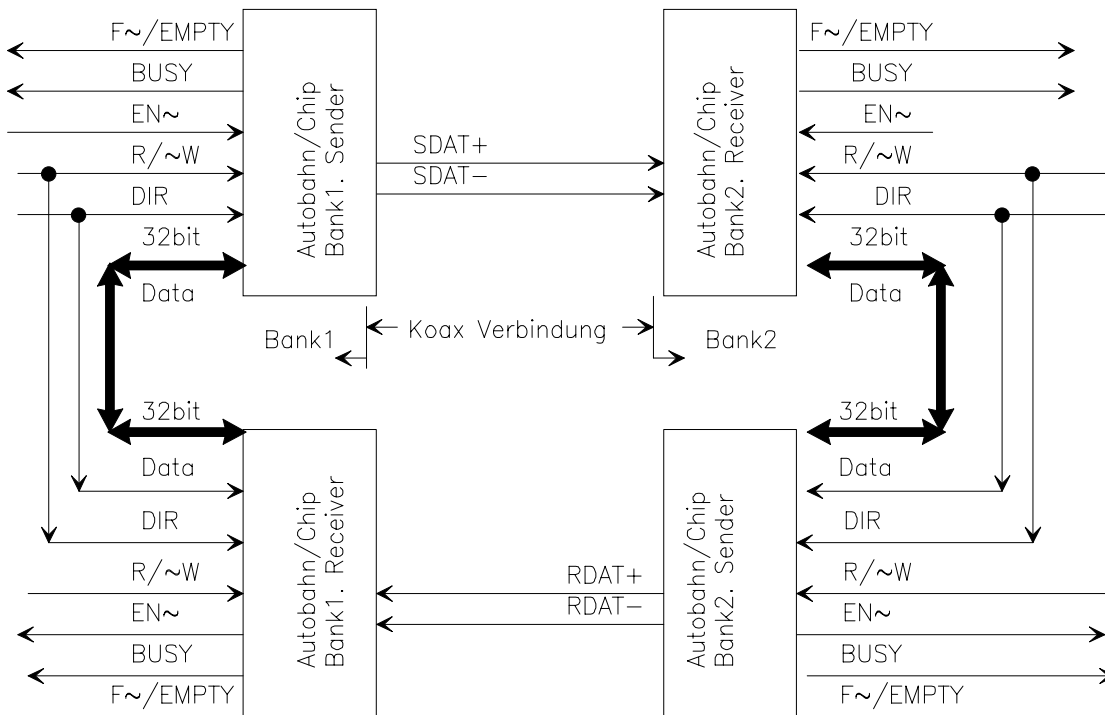 F~/EMPTY
BUSY
EN~
R/~W
DIR
32bit
Data
Autobahn/Chip
Bank1. Sender
SDAT+
SDAT-
Autobahn/Chip
Bank2. Receiver
F~/EMPTY
BUSY
EN~
R/~W
DIR
32bit
Data
Bank1
Koax Verbindung
Bank2
32bit
Data
DIR
R/~W
EN~
BUSY
F~/EMPTY
Autobahn/Chip
Bank1. Receiver
RDAT+
RDAT-
Autobahn/Chip
Bank2. Sender
32bit
Data
DIR
R/~W
EN~
BUSY
F~/EMPTY